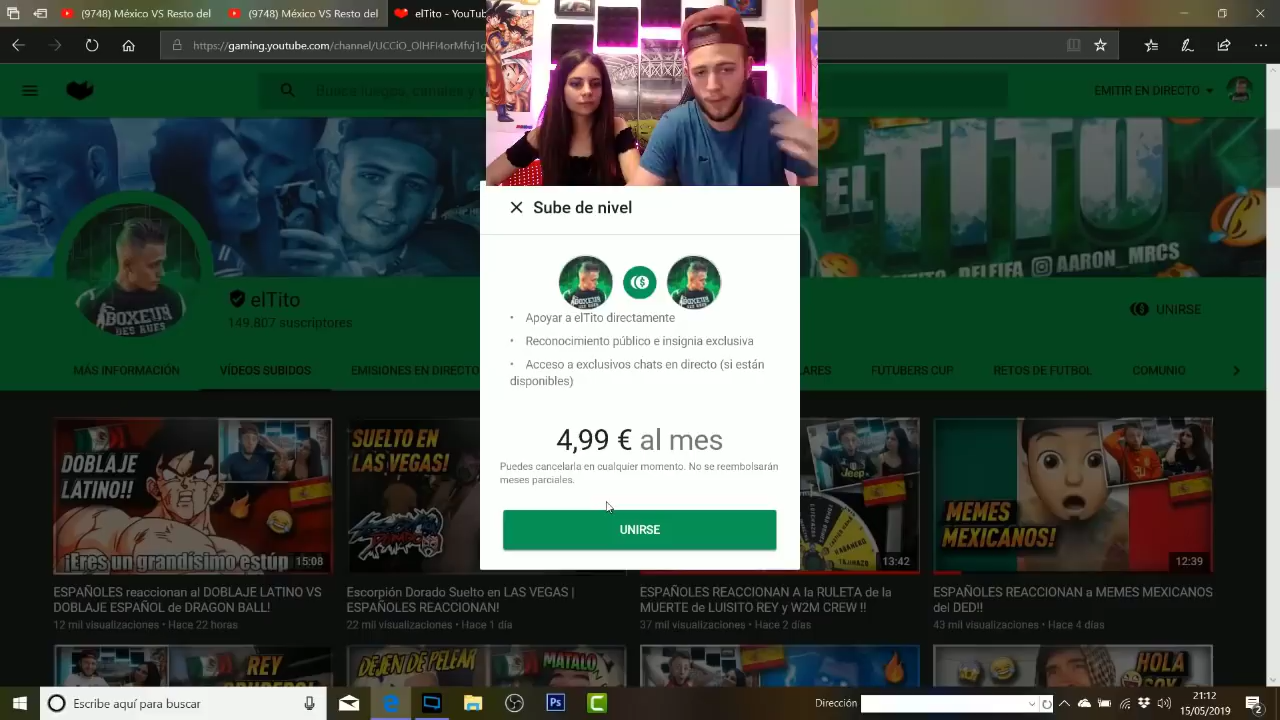 (9748) México VS Resto del
(9748) México VS Resto del
elTito - YouTu
https://gaming.youtube.com/channel/UCCiO_OlHFl4orMfvj1g
EMITIR EN DIRECTO
EL TITO
@ELTITO_DELFIFA @AARON_MRCS
Sube de nivel
elTito
149.807 suscriptores
UNIRSE
• Apoyar a elTito directamente
• Reconocimiento público e insignia exclusiva
• Acceso a exclusivos chats en directo (si están
disponibles)
MÁS INFORMACIÓN
VÍDEOS SUBIDOS
EMISIONES EN DIRECTO
LARES
FUTUBERS CUP
RETOS DE FUTBOL
COMUNIO
4,99 € al mes
Puedes cancelarla en cualquier momento. No se reembolsarán
meses parciales.
UNIRSE
DOBLAJE
LATINO!
15:08
SUELTO EN
LAS VEGAS!
13:42
MEMES
MEXICANOS!
12:39
ESPAÑOLES reaccionan al DOBLAJE LATINO VS
DOBLAJE ESPAÑOL de DRAGON BALL!
12 mil visualizaciones • Hace 22 horas
Escorpión Dorado Suelto en LAS VEGAS |
ESPAÑOLES REACCIONAN!
22 mil visualizaciones • Hace 1 día
ESPAÑOLES REACCIONAN A la RULETA de la
MUERTE de LUISITO REY y W2M CREW !!
37 mil visualizaciones • Hace 2 días
ESPAÑOLES REACCIONAN a MEMES MEXICANOS
del DED!!
43 mil visualizaciones • Hace 4 días
REY
DEJEN DE PELEAR
MATALO
HOLA
Escribe aquí para buscar
Dirección
21:12
15/05/2019